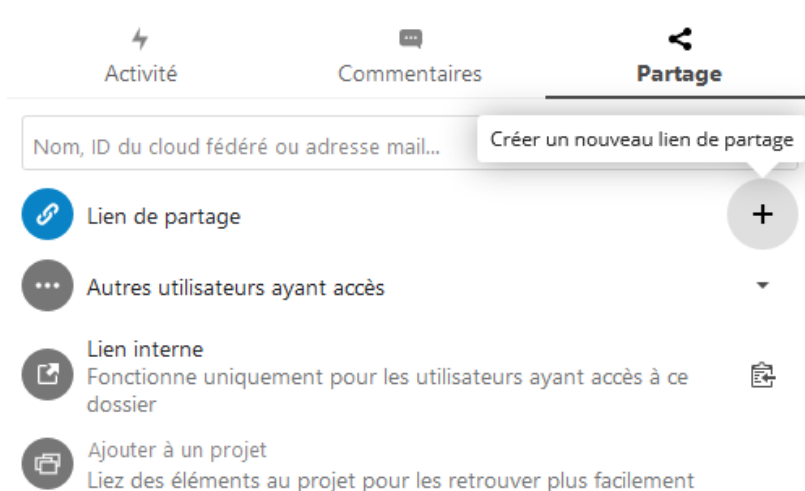 Activité
Commentaires
Partage
Nom, ID du cloud fédéré ou adresse mail...
Créer un nouveau lien de partage
Lien de partage
Autres utilisateurs ayant accès
Lien interne
Fonctionne uniquement pour les utilisateurs ayant accès à ce
dossier
Ajouter à un projet
Liez des éléments au projet pour les retrouver plus facilement